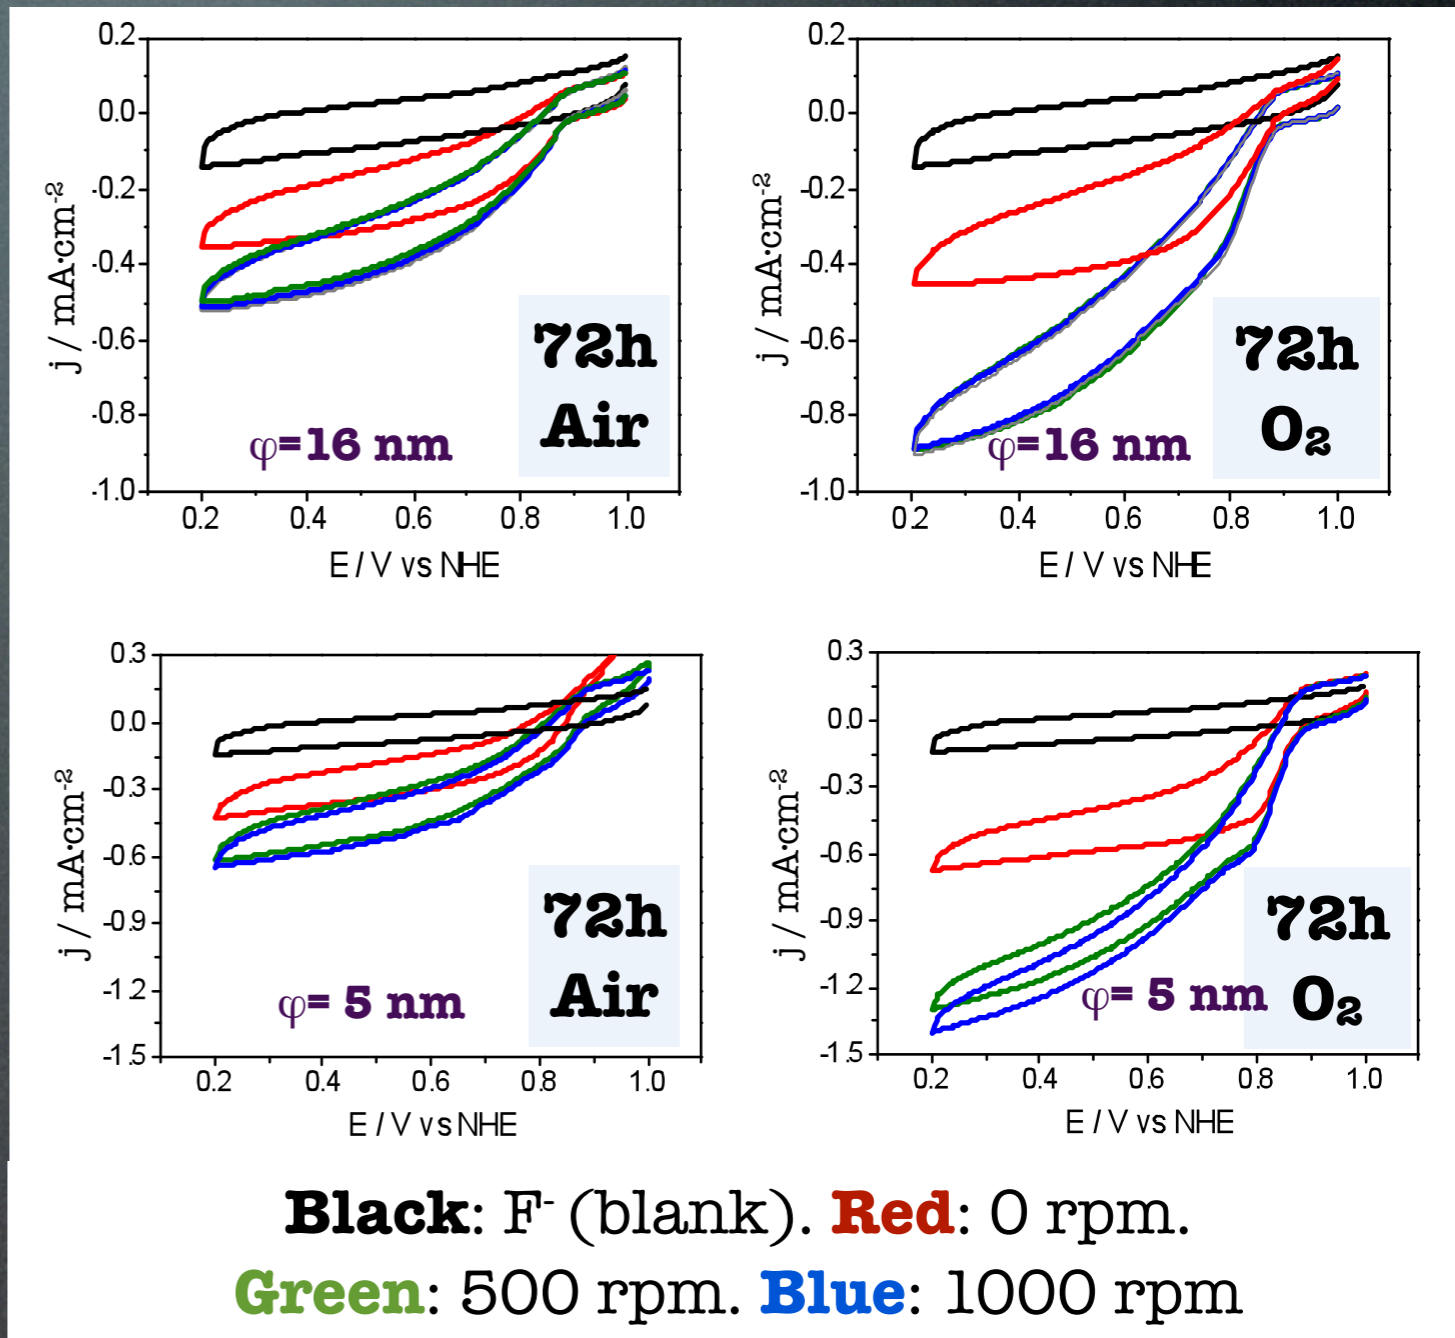 0.2
0.0
-0.2
-0.4
-0.6
-0.8
-1.0
j / mA·cm-2
0.2 0.4 0.6 0.8 1.0
E / V vs NHE
72h
Air
φ=16 nm
0.2
0.0
-0.2
-0.4
-0.6
-0.8
-1.0
j / mA·cm-2
0.2 0.4 0.6 0.8 1.0
E / V vs NHE
72h
O2
φ=16 nm
0.3
0.0
-0.3
-0.6
-0.9
-1.2
-1.5
j / mA·cm-2
0.2 0.4 0.6 0.8 1.0
E / V vs NHE
72h
Air
φ= 5 nm
0.3
0.0
-0.3
-0.6
-0.9
-1.2
-1.5
j / mA·cm-2
0.2 0.4 0.6 0.8 1.0
E / V vs NHE
72h
O2
φ= 5 nm
Black: F- (blank). Red: 0 rpm.
Green: 500 rpm. Blue: 1000 rpm